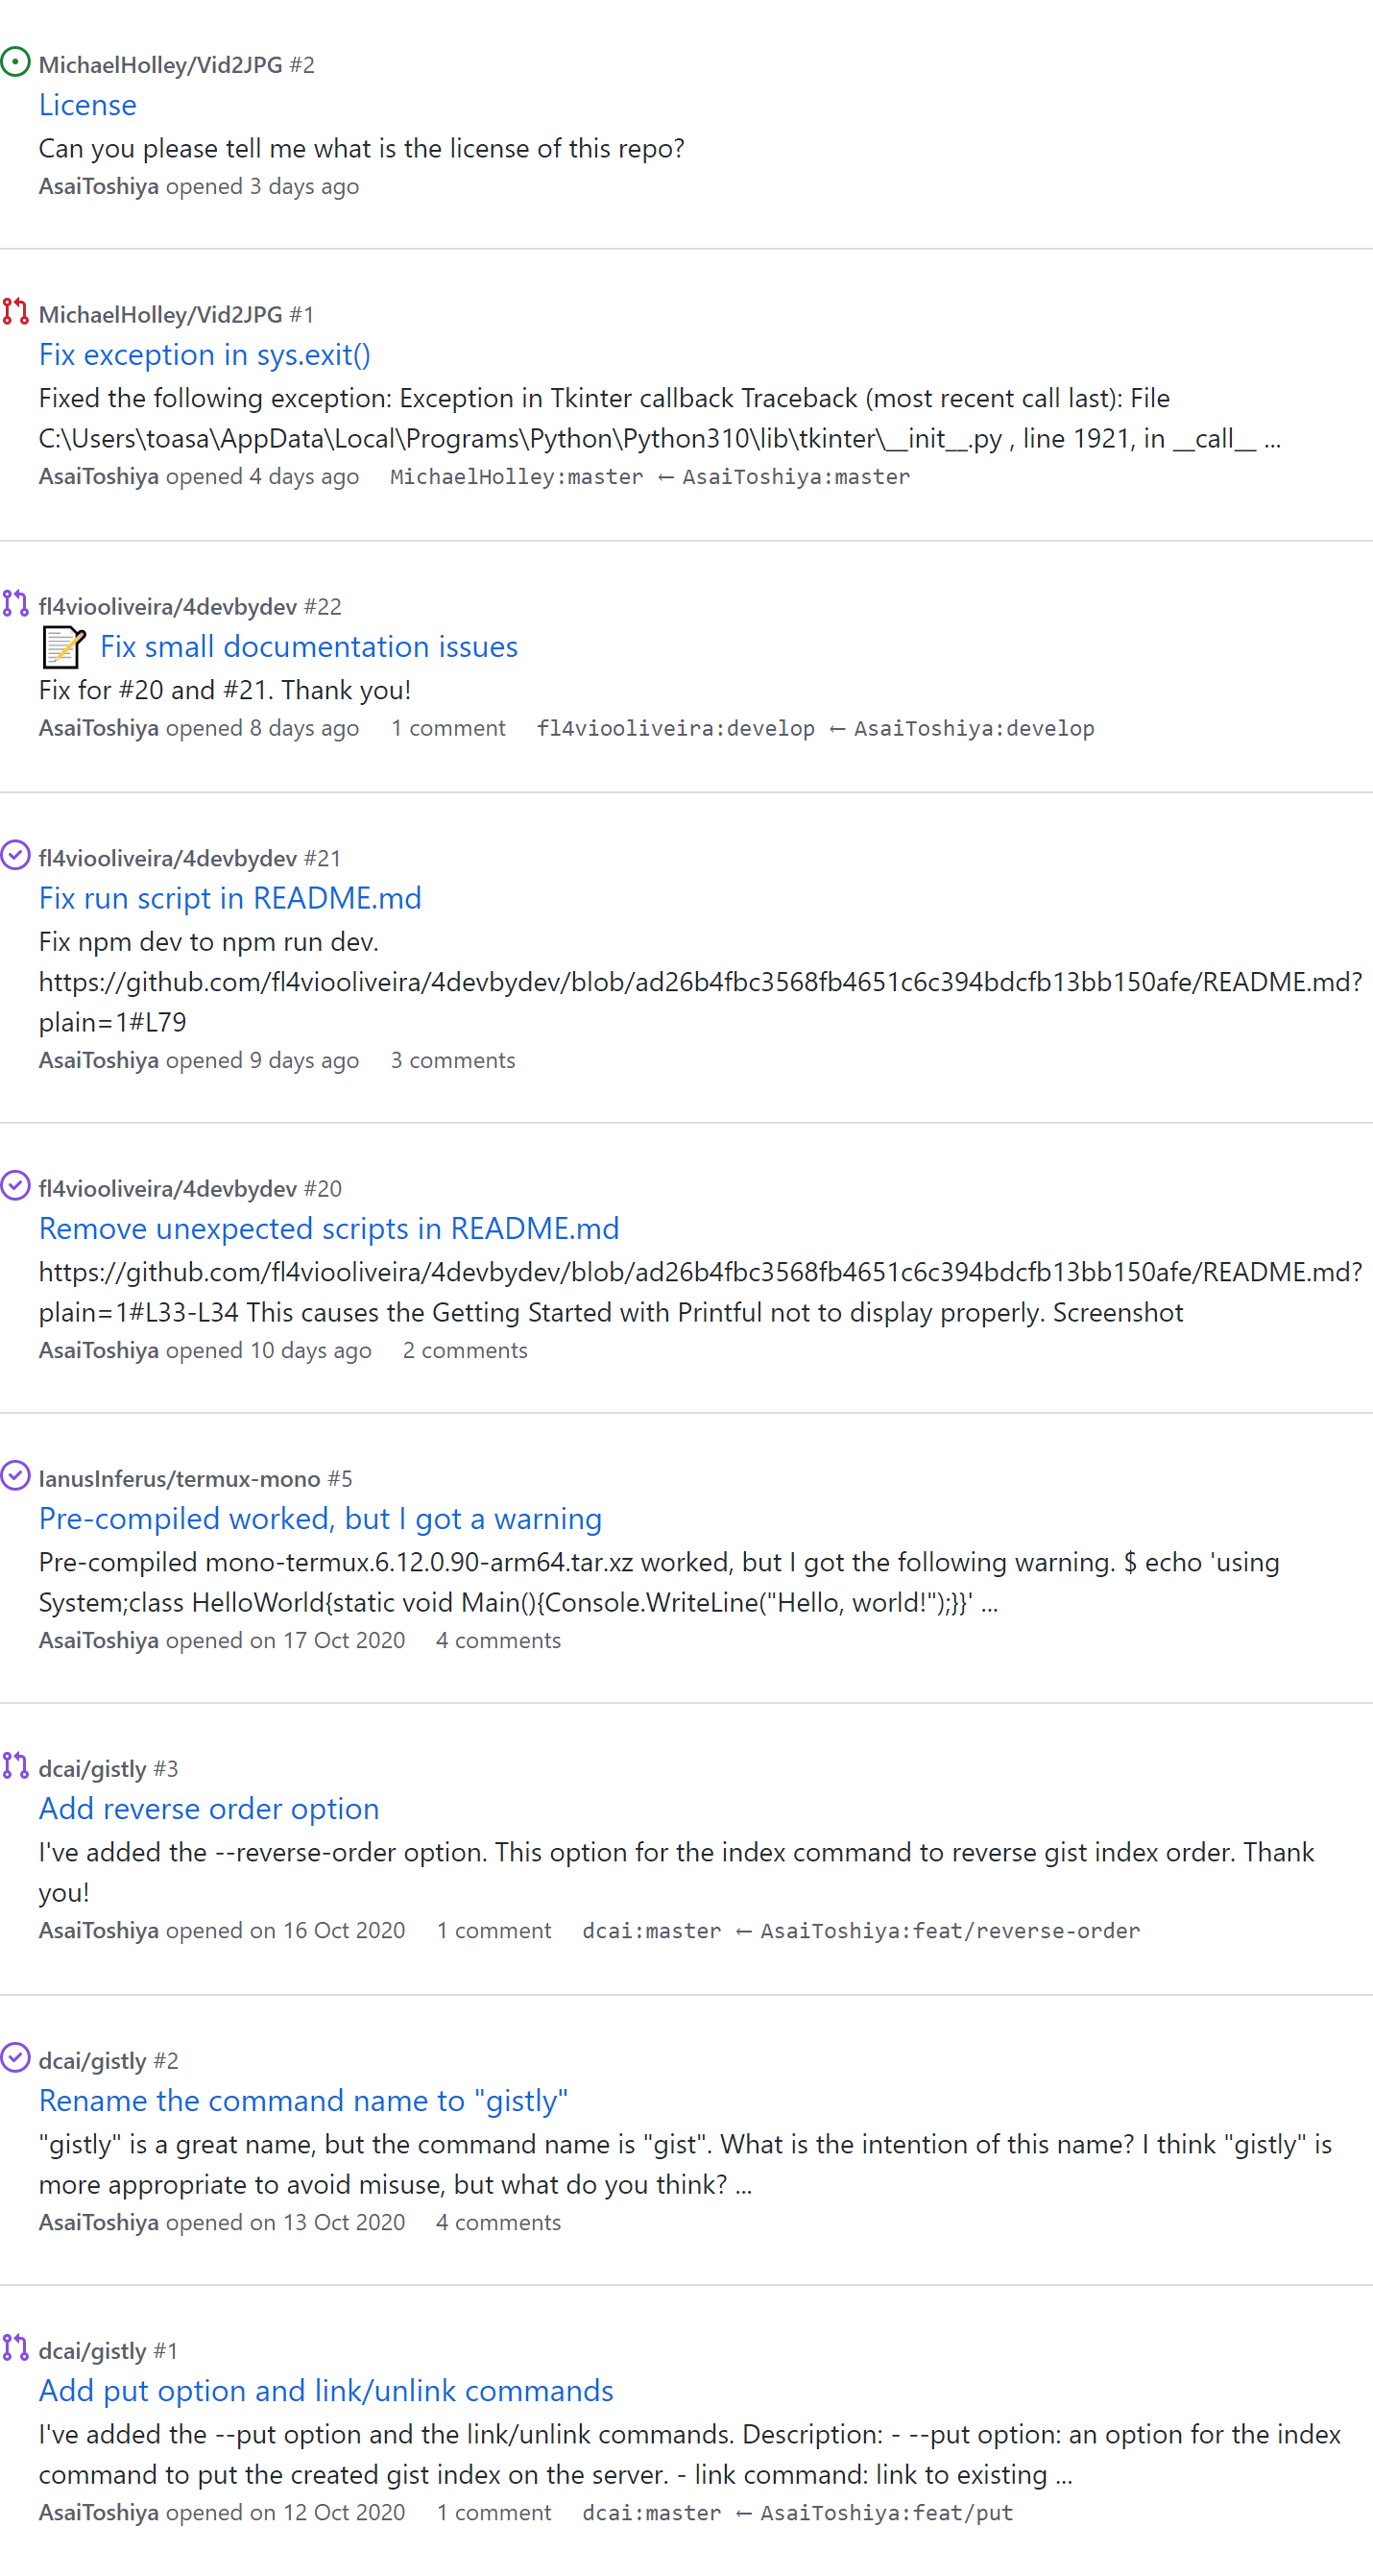 MichaelHolley/Vid2JPG #2
License
Can you please tell me what is the license of this repo?
AsaiToshiya opened 3 days ago
MichaelHolley/Vid2JPG #1
Fix exception in sys.exit()
Fixed the following exception: Exception in Tkinter callback Traceback (most recent call last): File
C:\Users\toasa\AppData\Local\Programs\Python\Python310\lib\tkinter\__init__.py , line 1921, in __call__ ...
AsaiToshiya opened 4 days ago MichaelHolley:master ← AsaiToshiya:master
fl4viooliveira/4devbydev #22
📝 Fix small documentation issues
Fix for #20 and #21. Thank you!
AsaiToshiya opened 8 days ago 1 comment fl4viooliveira:develop ← AsaiToshiya:develop
fl4viooliveira/4devbydev #21
Fix run script in README.md
Fix npm dev to npm run dev.
https://github.com/fl4viooliveira/4devbydev/blob/ad26b4fbc3568fb4651c6c394bdcfb13bb150afe/README.md?
plain=1#L79
AsaiToshiya opened 9 days ago 3 comments
fl4viooliveira/4devbydev #20
Remove unexpected scripts in README.md
https://github.com/fl4viooliveira/4devbydev/blob/ad26b4fbc3568fb4651c6c394bdcfb13bb150afe/README.md?
plain=1#L33-L34 This causes the Getting Started with Printful not to display properly. Screenshot
AsaiToshiya opened 10 days ago 2 comments
IanusInferus/termux-mono #5
Pre-compiled worked, but I got a warning
Pre-compiled mono-termux.6.12.0.90-arm64.tar.xz worked, but I got the following warning. $ echo 'using
System;class HelloWorld{static void Main(){Console.WriteLine("Hello, world!");}}' ...
AsaiToshiya opened on 17 Oct 2020 4 comments
dcai/gistly #3
Add reverse order option
I've added the --reverse-order option. This option for the index command to reverse gist index order. Thank
you!
AsaiToshiya opened on 16 Oct 2020 1 comment dcai:master ← AsaiToshiya:feat/reverse-order
dcai/gistly #2
Rename the command name to "gistly"
"gistly" is a great name, but the command name is "gist". What is the intention of this name? I think "gistly" is
more appropriate to avoid misuse, but what do you think? ...
AsaiToshiya opened on 13 Oct 2020 4 comments
dcai/gistly #1
Add put option and link/unlink commands
I've added the --put option and the link/unlink commands. Description: - --put option: an option for the index
command to put the created gist index on the server. - link command: link to existing ...
AsaiToshiya opened on 12 Oct 2020 1 comment dcai:master ← AsaiToshiya:feat/put